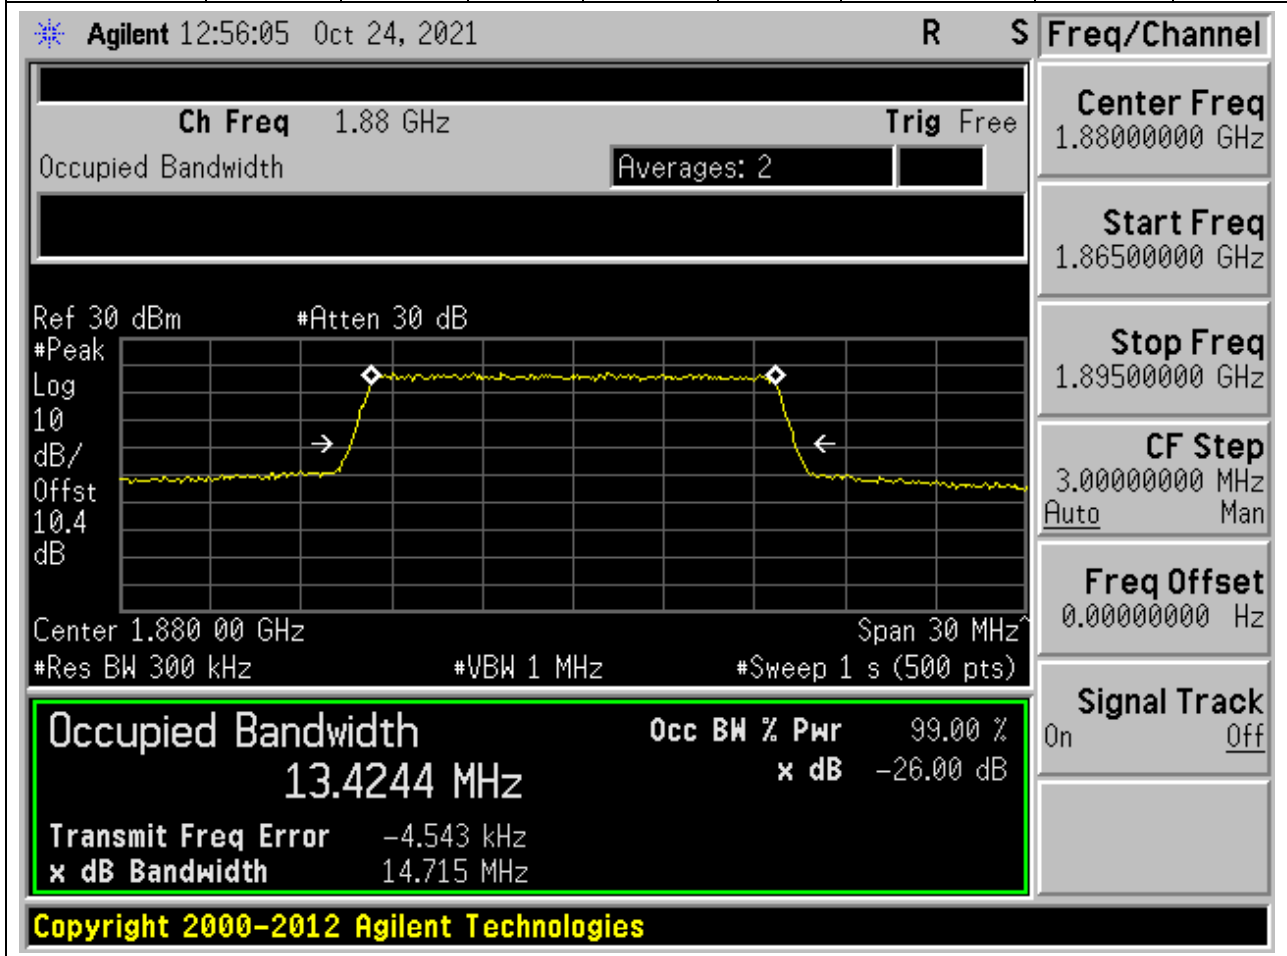 Agilent 12:56:05 Oct 24, 2021 R S
Freq/Channel
Ch Freq 1.88 GHz Trig Free
Occupied Bandwidth Averages: 2
Center Freq
1.88000000 GHz
Start Freq
1.86500000 GHz
Stop Freq
1.89500000 GHz
CF Step
3.00000000 MHz
Auto Man
Freq Offset
0.00000000 Hz
Signal Track
On Off
Ref 30 dBm #Atten 30 dB
#Peak
Log
10
dB/
Offst
10.4
dB
Center 1.880 00 GHz Span 30 MHz^
#Res BW 300 kHz #VBW 1 MHz #Sweep 1 s (500 pts)
Occupied Bandwidth
13.4244 MHz
Occ BW % Pwr 99.00 %
x dB -26.00 dB
Transmit Freq Error -4.543 kHz
x dB Bandwidth 14.715 MHz
Copyright 2000-2012 Agilent Technologies